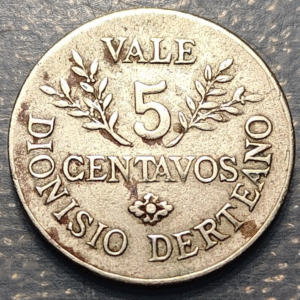 VALE
5
CENTAVOS
DIONISIO DERTEANO